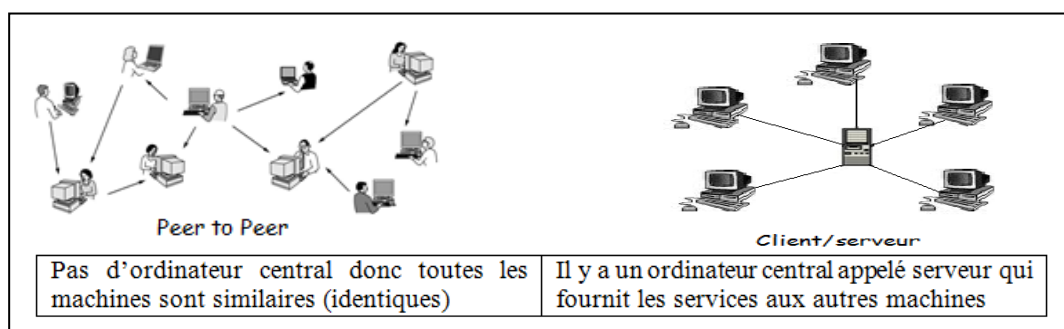 Peer to Peer
Client/serveur
Pas d'ordinateur central donc toutes les
machines sont similaires (identiques)
Il y a un ordinateur central appelé serveur qui
fournit les services aux autres machines